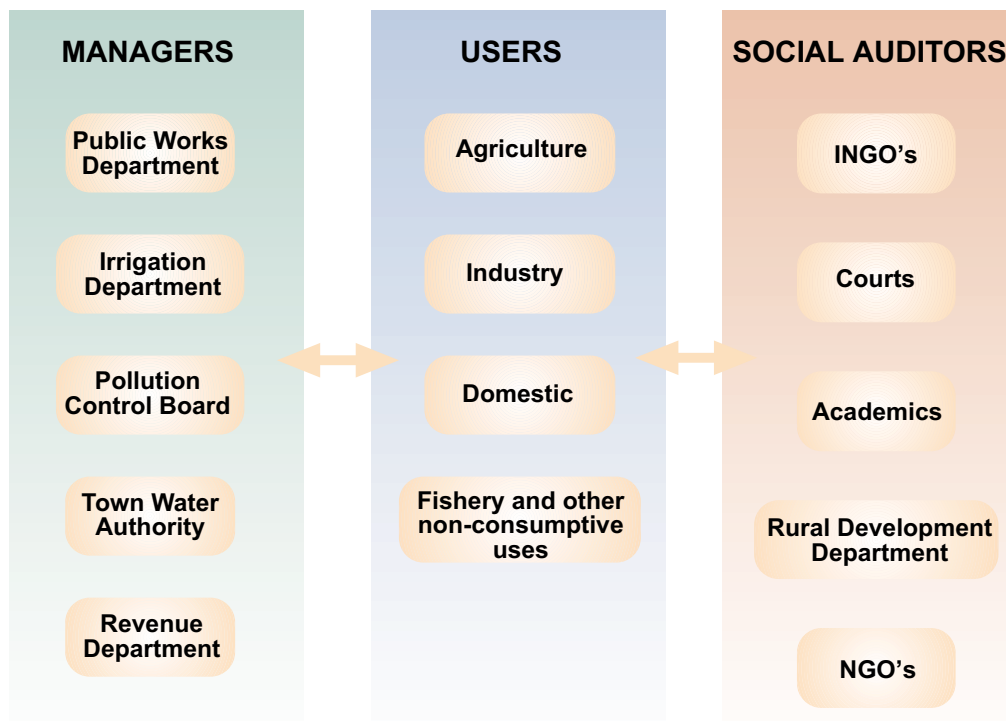 MANAGERS
Public Works
Department
Irrigation
Department
Pollution
Control Board
Town Water
Authority
Revenue
Department
USERS
Agriculture
Industry
Domestic
Fishery and other
non-consumptive
uses
SOCIAL AUDITORS
INGO’s
Courts
Academics
Rural Development
Department
NGO’s